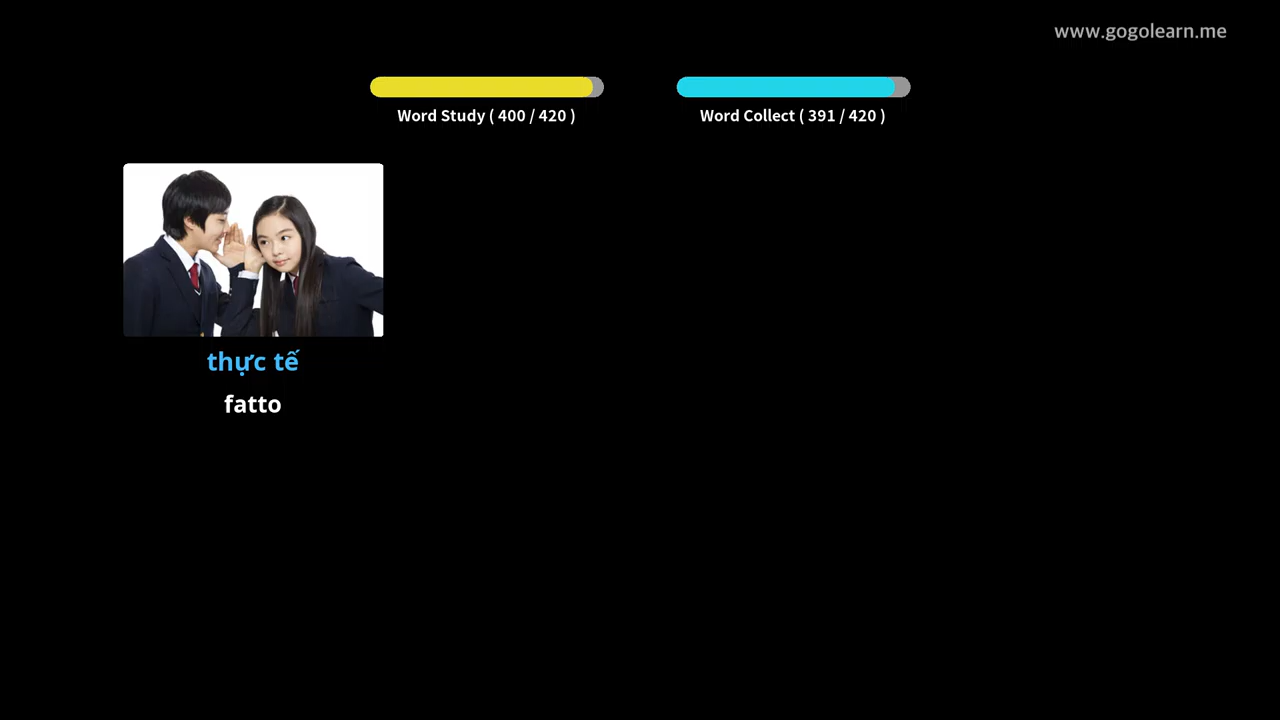 www.gogolearn.me
Word Study ( 400 / 420 )
Word Collect ( 391 / 420 )
thực tế
fatto